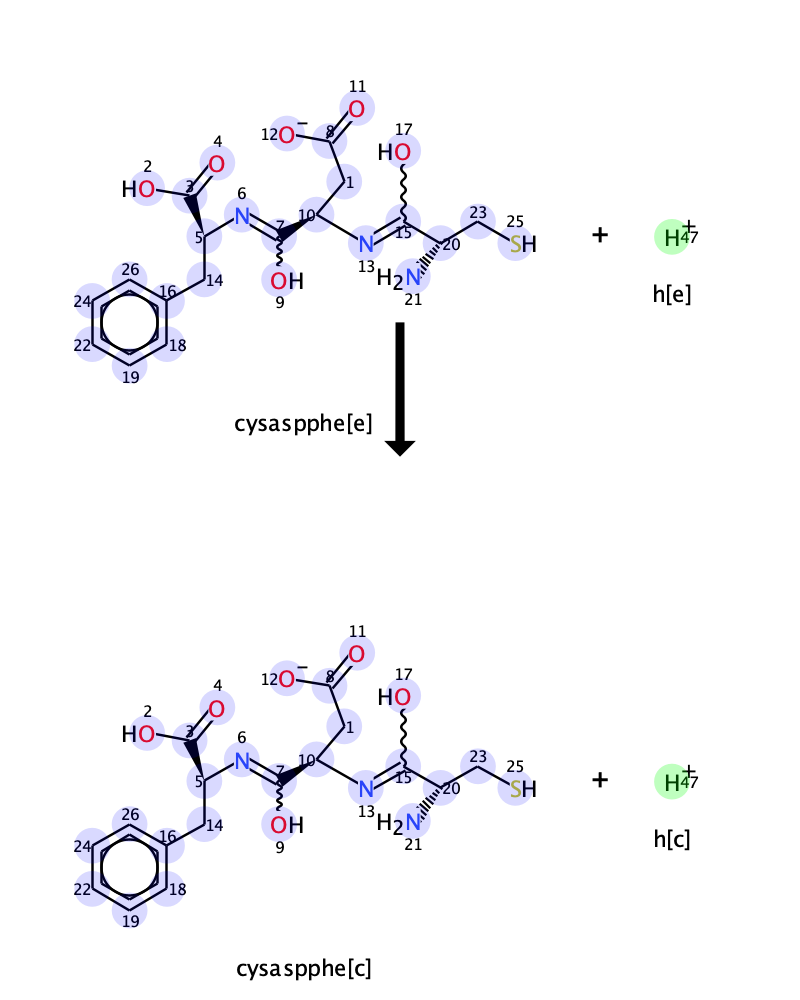 11
12 O − 8 O 17
4 HO
2 O 1
HO 3 6 23
N 10 25
5 7 15 SH + H+ 47
N 20
26 14 OH 13 H2N h[e]
24 16 9 21
22 18
19
cysaspphe[e]
11
12 O − 8 O 17
4 HO
2 O 1
HO 3 6 23
N 10 25
5 7 15 SH + H+ 47
N 20
26 14 OH 13 H2N h[c]
24 16 9 21
22 18
19
cysaspphe[c]